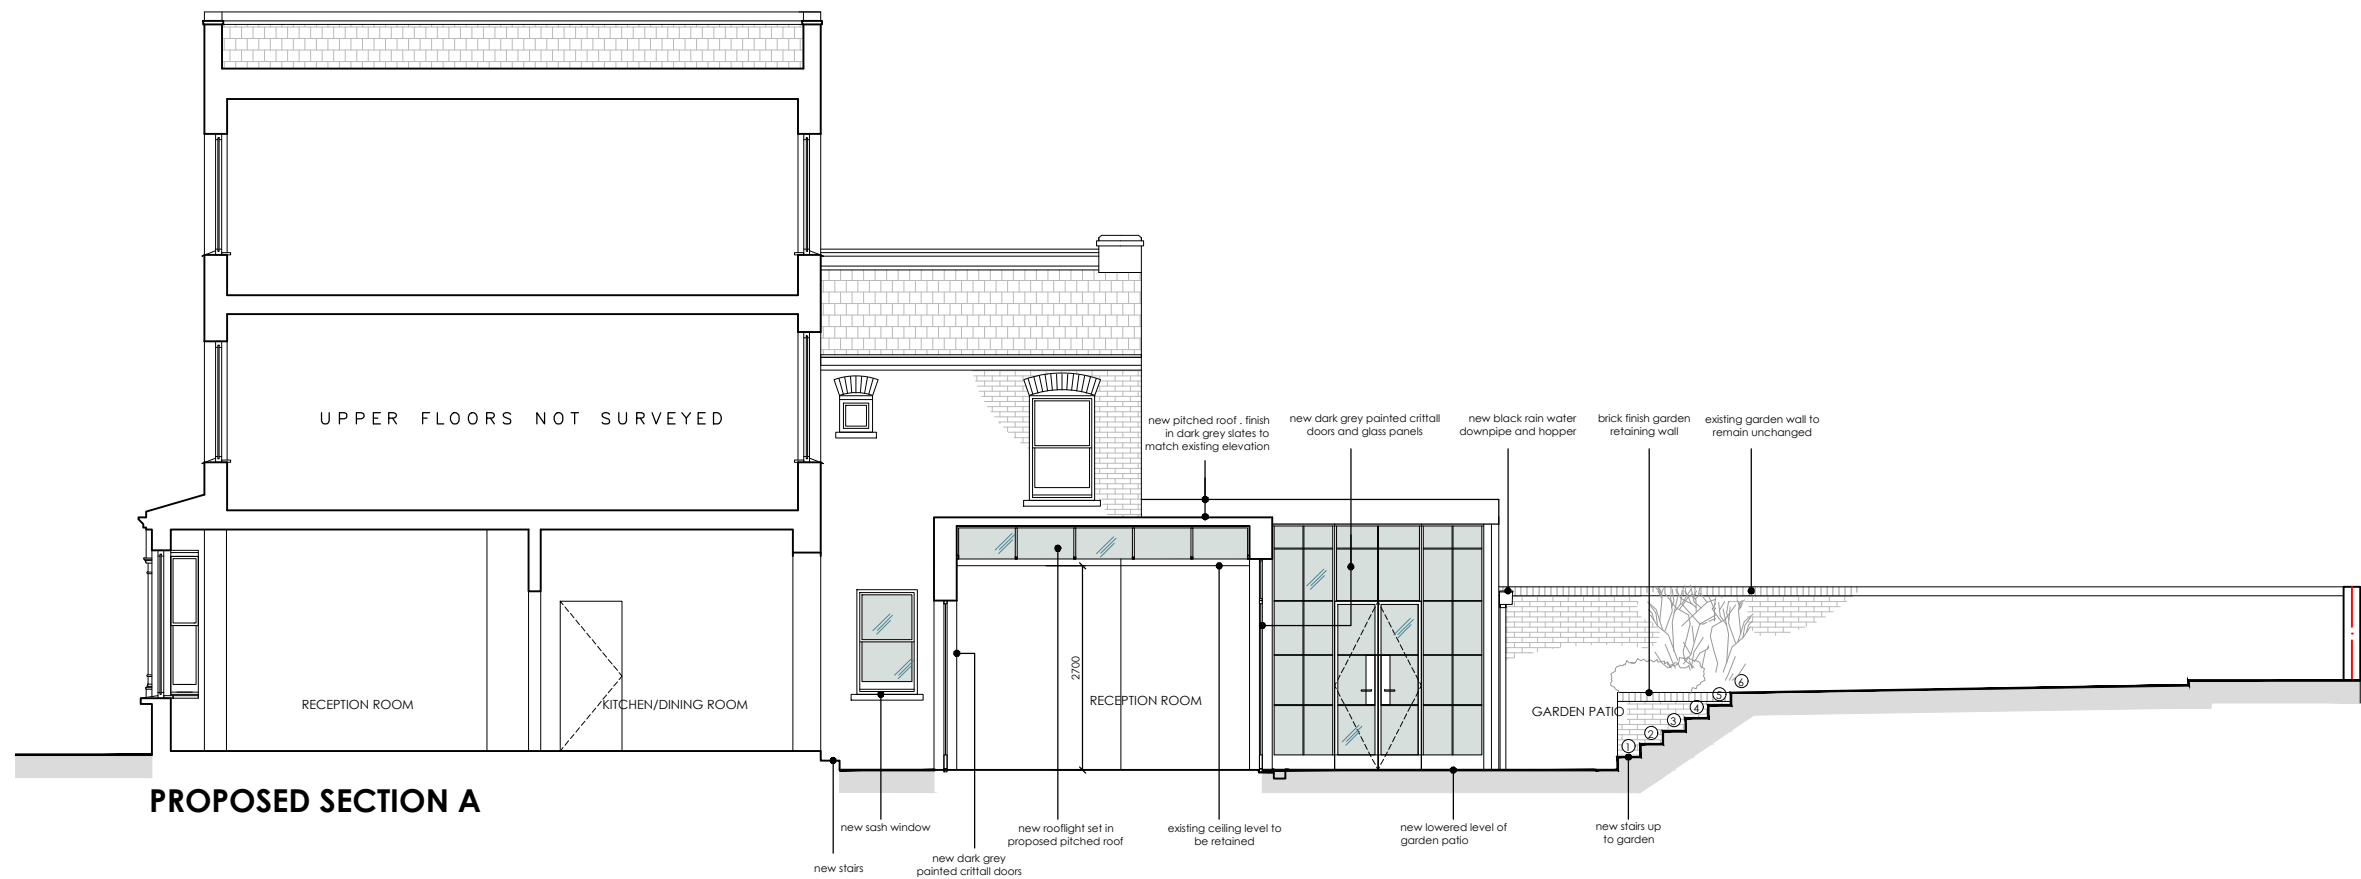 UPPER FLOORS NOT SURVEYED
new pitched roof . finish
in dark grey slates to
match existing elevation
new dark grey painted crittall
doors and glass panels
new black rain water
downpipe and hopper
brick finish garden
retaining wall
existing garden wall to
remain unchanged
2700
RECEPTION ROOM
KITCHEN/DINING ROOM
RECEPTION ROOM
GARDEN PATIO
1
2
3
4
5
6
PROPOSED SECTION A
new stairs
new sash window
new dark grey
painted crittall doors
new rooflight set in
proposed pitched roof
existing ceiling level to
be retained
new lowered level of
garden patio
new stairs up
to garden